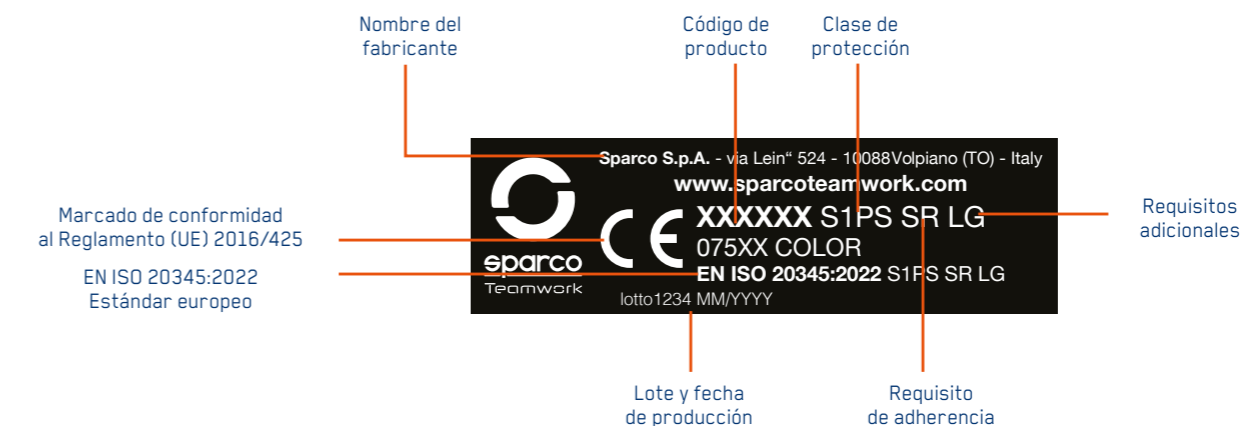 Nombre del
fabricante
Código de
producto
Clase de
protección
Sparco S.p.A. - via Lein“ 524 - 10088Volpiano (TO) - Italy
www.sparcoteamwork.com
XXXXXX S1PS SR LG
075XX COLOR
EN ISO 20345:2022 S1PS SR LG
lotto1234 MM/YYYY
CE
sparco
Teamwork
Marcado de conformidad
al Reglamento (UE) 2016/425
EN ISO 20345:2022
Estándar europeo
Requisitos
adicionales
Lote y fecha
de producción
Requisito
de adherencia